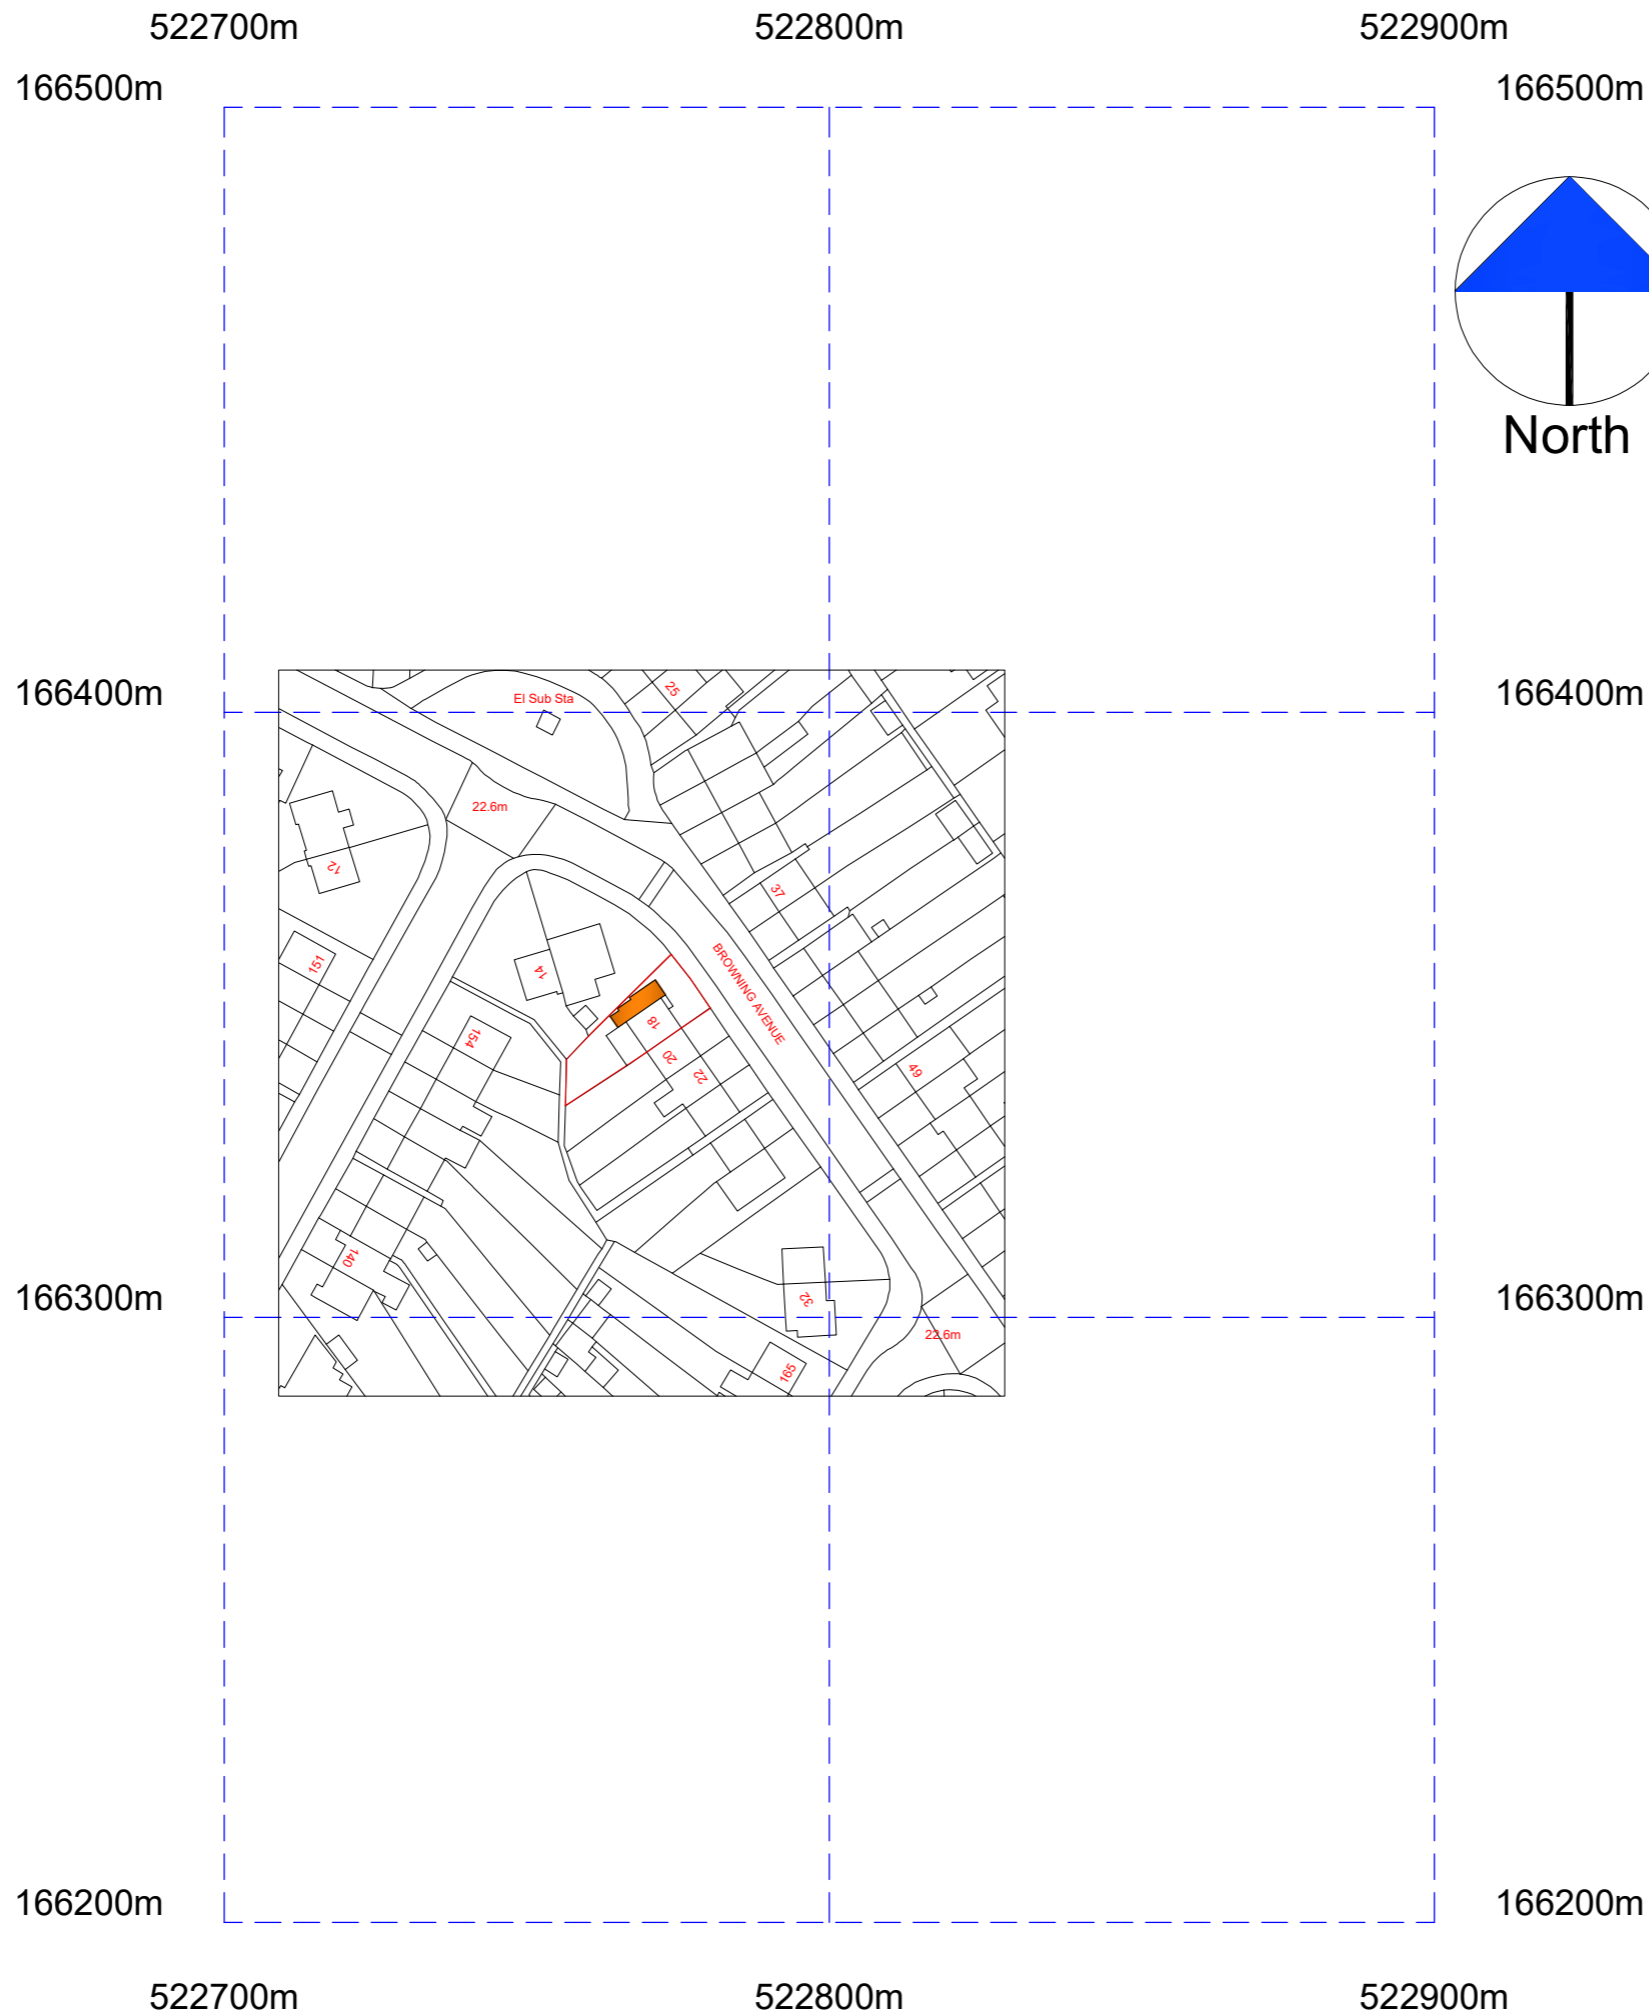 522700m 522800m 522900m
166500m 166500m
North
166400m 166400m
El Sub Sta
25
22.6m
12
37
BROWNING AVENUE
151
14
18
154
20
22
49
140
166300m 166300m
32
22.6m
165
166200m 166200m
522700m 522800m 522900m